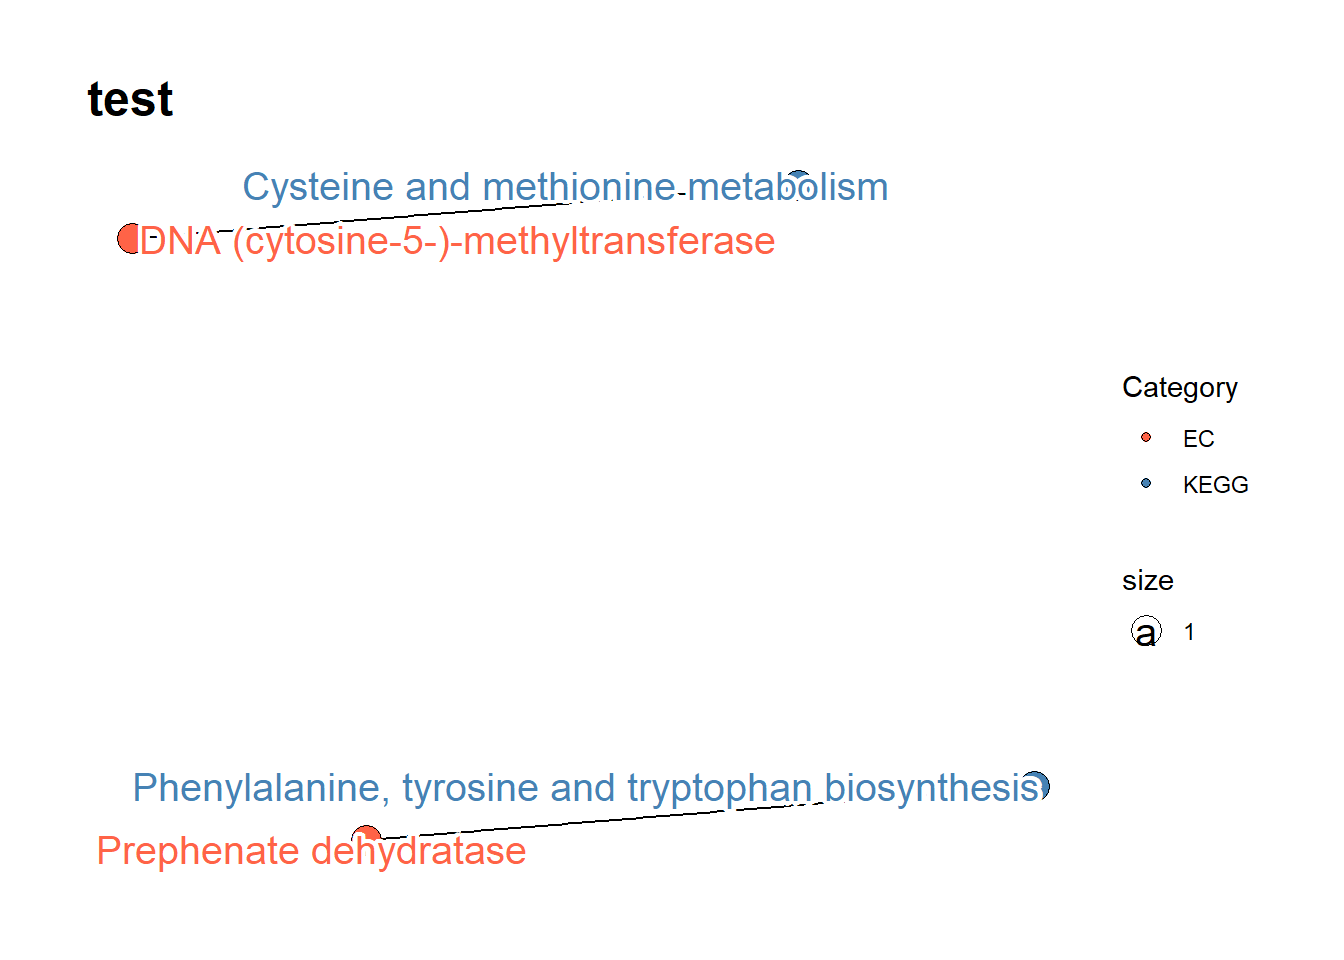 test
Cysteine and methionine metabolism
DNA (cytosine-5-)-methyltransferase
Category
EC
KEGG
size
a 1
Phenylalanine, tyrosine and tryptophan biosynthesis
Prephenate dehydratase